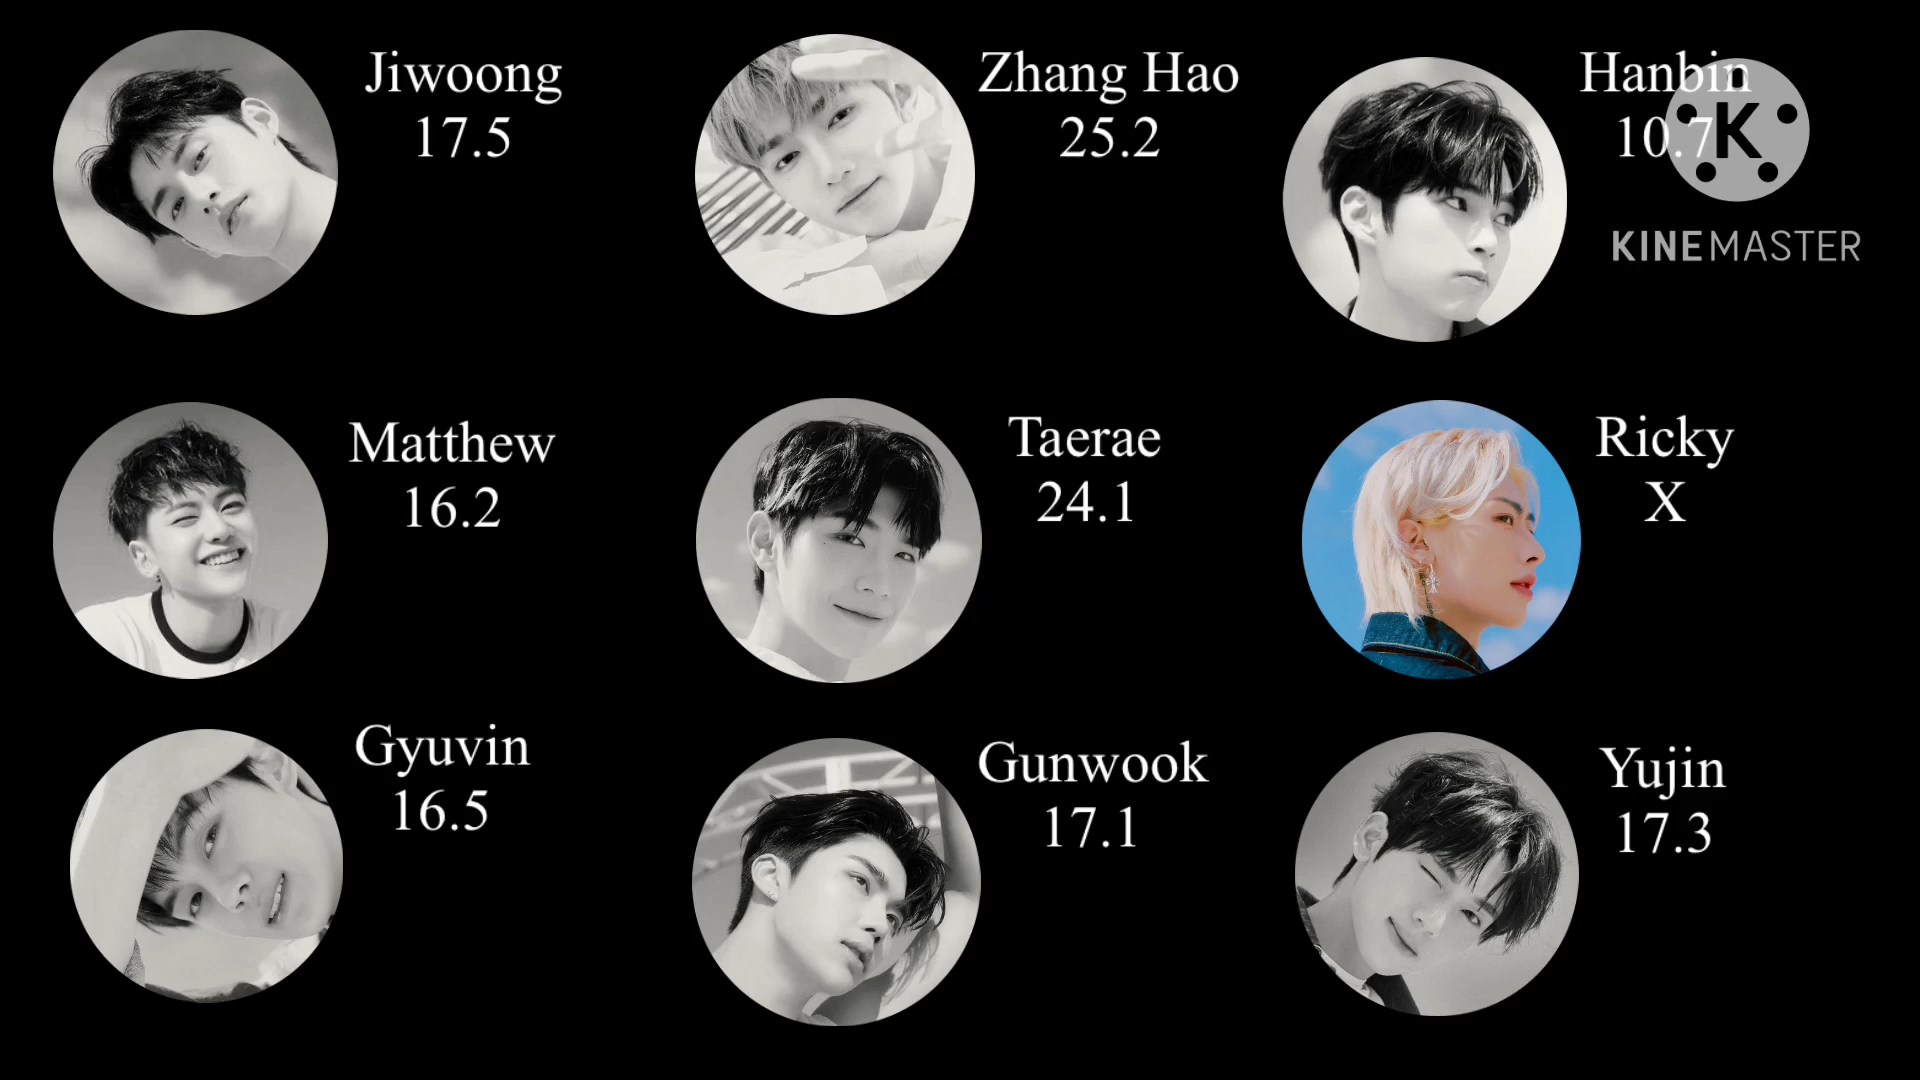 Jiwoong
17.5
Zhang Hao
25.2
Hanbin
10.7
K
KINEMASTER
Matthew
16.2
Taerae
24.1
Ricky
X
Gyuvin
16.5
Gunwook
17.1
Yujin
17.3